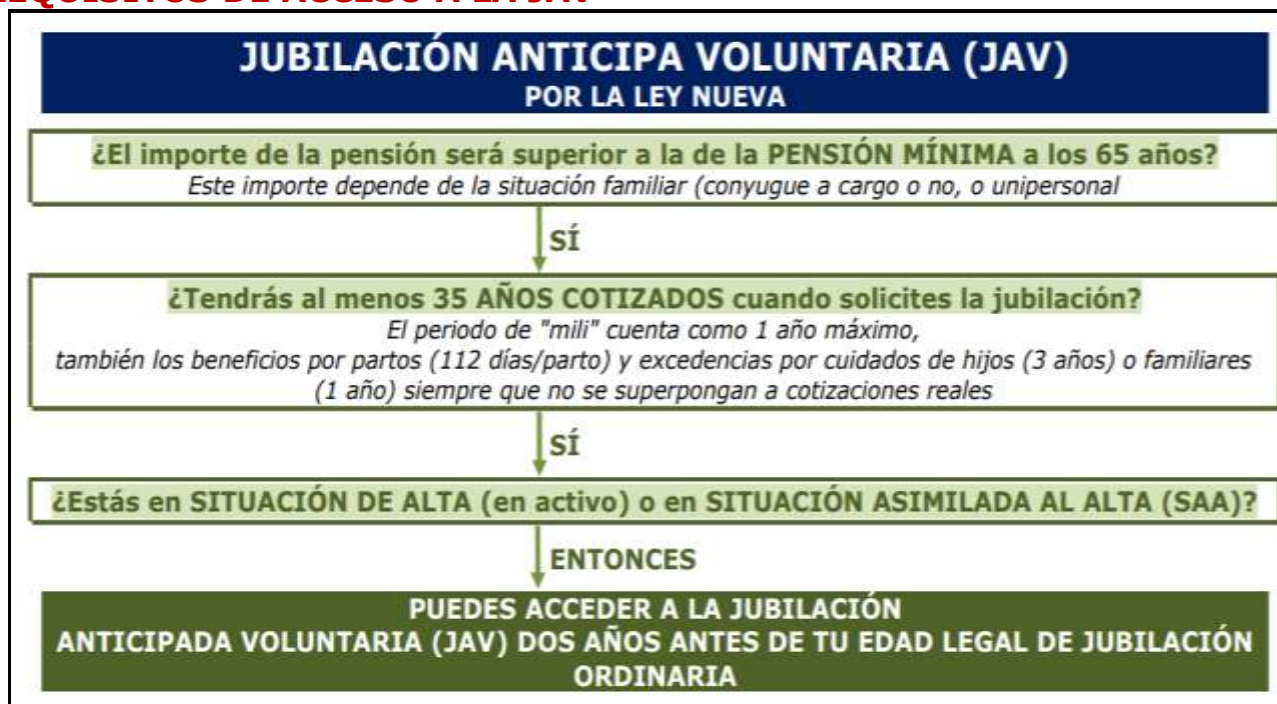 REQUISITOS DE ACCESO A LA JAV
JUBILACIÓN ANTICIPA VOLUNTARIA (JAV)
POR LA LEY NUEVA
¿El importe de la pensión será superior a la de la PENSIÓN MÍNIMA a los 65 años?
Este importe depende de la situación familiar (conyugue a cargo o no, o unipersonal
SÍ
¿Tendrás al menos 35 AÑOS COTIZADOS cuando solicites la jubilación?
El periodo de "mili" cuenta como 1 año máximo,
también los beneficios por partos (112 días/parto) y excedencias por cuidados de hijos (3 años) o familiares
(1 año) siempre que no se superpongan a cotizaciones reales
SÍ
¿Estás en SITUACIÓN DE ALTA (en activo) o en SITUACIÓN ASIMILADA AL ALTA (SAA)?
ENTONCES
PUEDES ACCEDER A LA JUBILACIÓN
ANTICIPADA VOLUNTARIA (JAV) DOS AÑOS ANTES DE TU EDAD LEGAL DE JUBILACIÓN
ORDINARIA